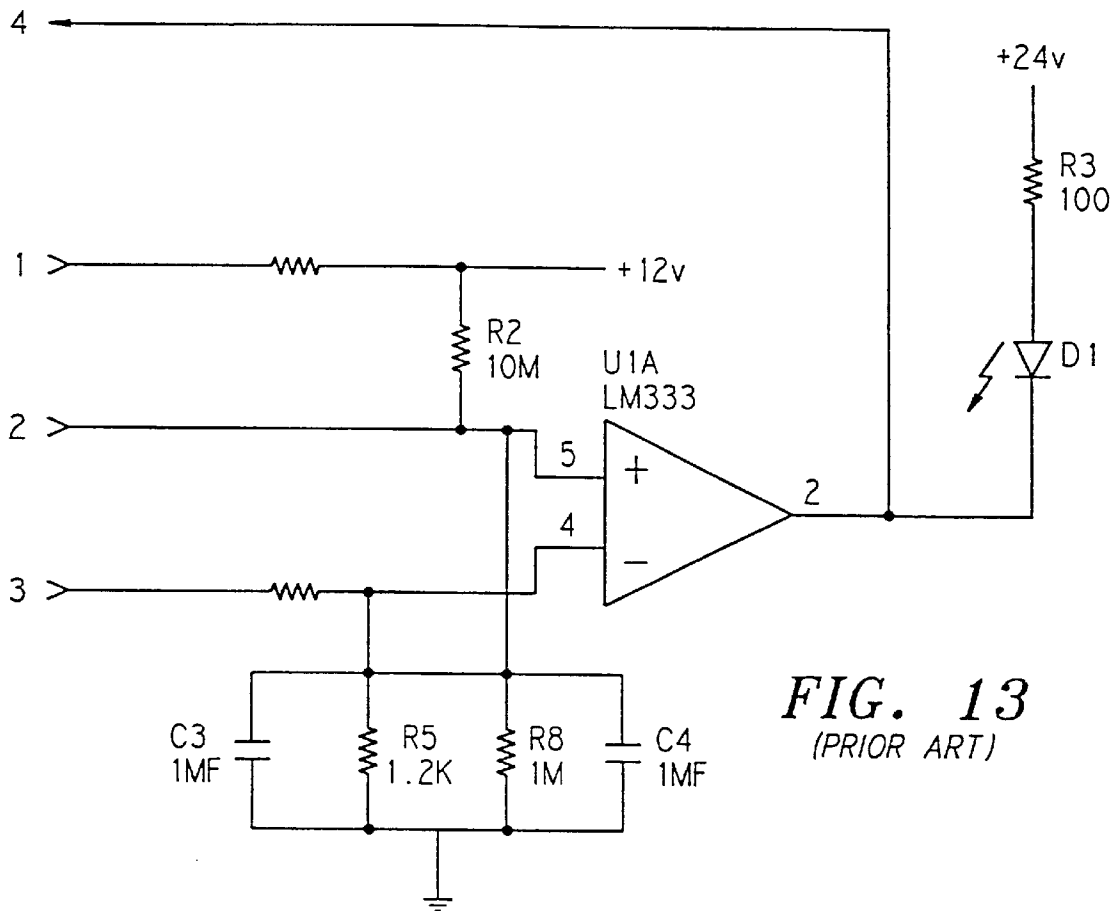 4
+24v
R3
100
1
+12v
R2
10M
U1A
LM333
D1
2
5
+
2
4
−
3
C3
1MF
R5
1.2K
R8
1M
C4
1MF
FIG. 13
(PRIOR ART)